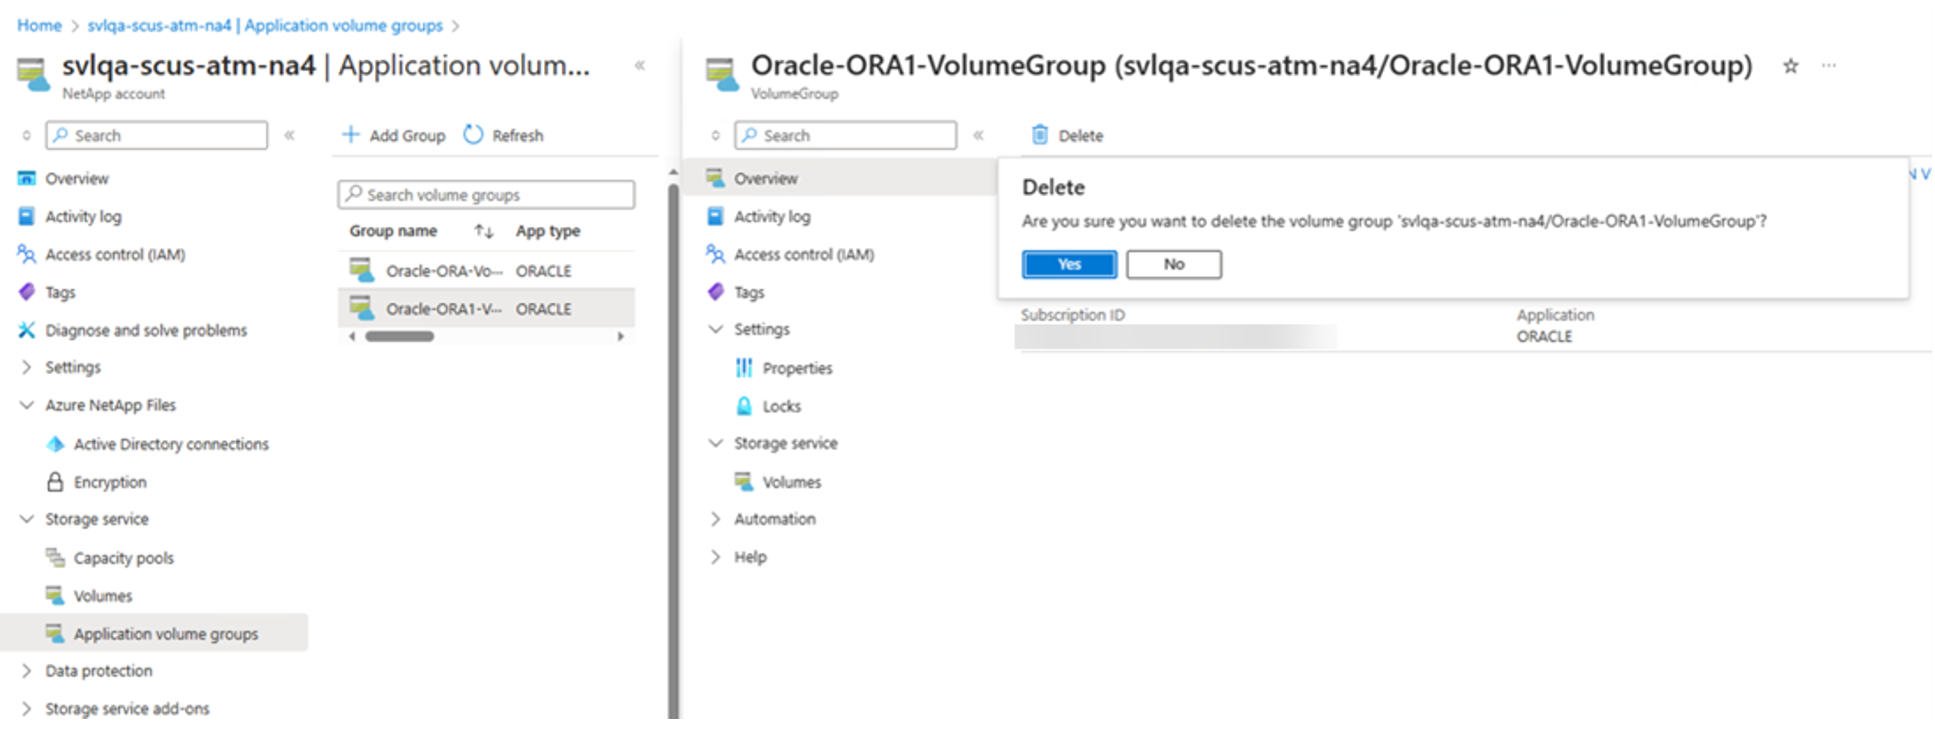 Home > svlqa-scus-atm-na4 | Application volume groups >
svlqa-scus-atm-na4 | Application volum...
NetApp account
Search
Overview
Activity log
Access control (IAM)
Tags
Diagnose and solve problems
Settings
Azure NetApp Files
Active Directory connections
Encryption
Storage service
Capacity pools
Volumes
Application volume groups
Data protection
Storage service add-ons
Add Group Refresh
Search volume groups
Group name App type
Oracle-ORA-Vo... ORACLE
Oracle-ORA1-V... ORACLE
Oracle-ORA1-VolumeGroup (svlqa-scus-atm-na4/Oracle-ORA1-VolumeGroup)
VolumeGroup
Search
Overview
Activity log
Access control (IAM)
Tags
Settings
Properties
Locks
Storage service
Volumes
Automation
Help
Delete
Delete
Are you sure you want to delete the volume group 'svlqa-scus-atm-na4/Oracle-ORA1-VolumeGroup'?
Yes No
Subscription ID
Application
ORACLE